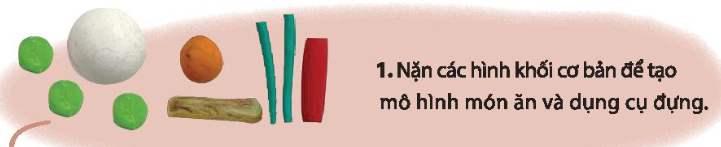 1. Nặn các hình khối cơ bản để tạo
mô hình món ăn và dụng cụ đựng.